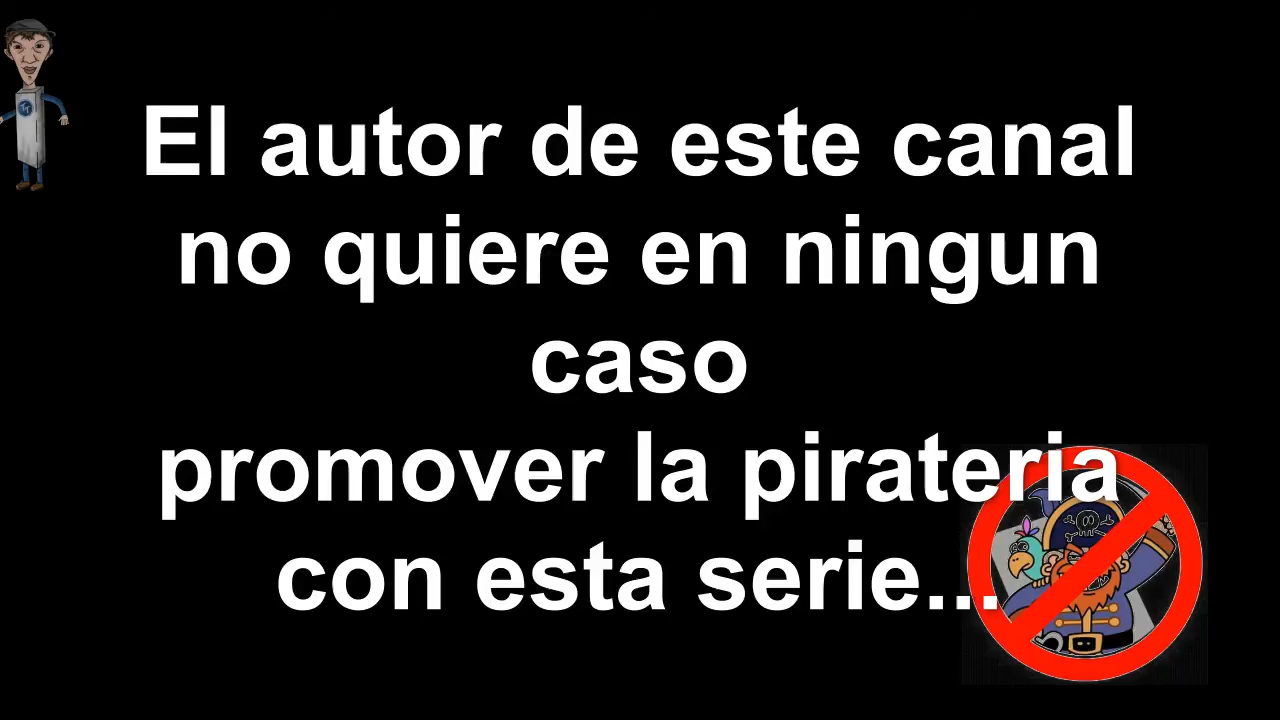 El autor de este canal
no quiere en ningun
caso
promover la pirateria
con esta serie...